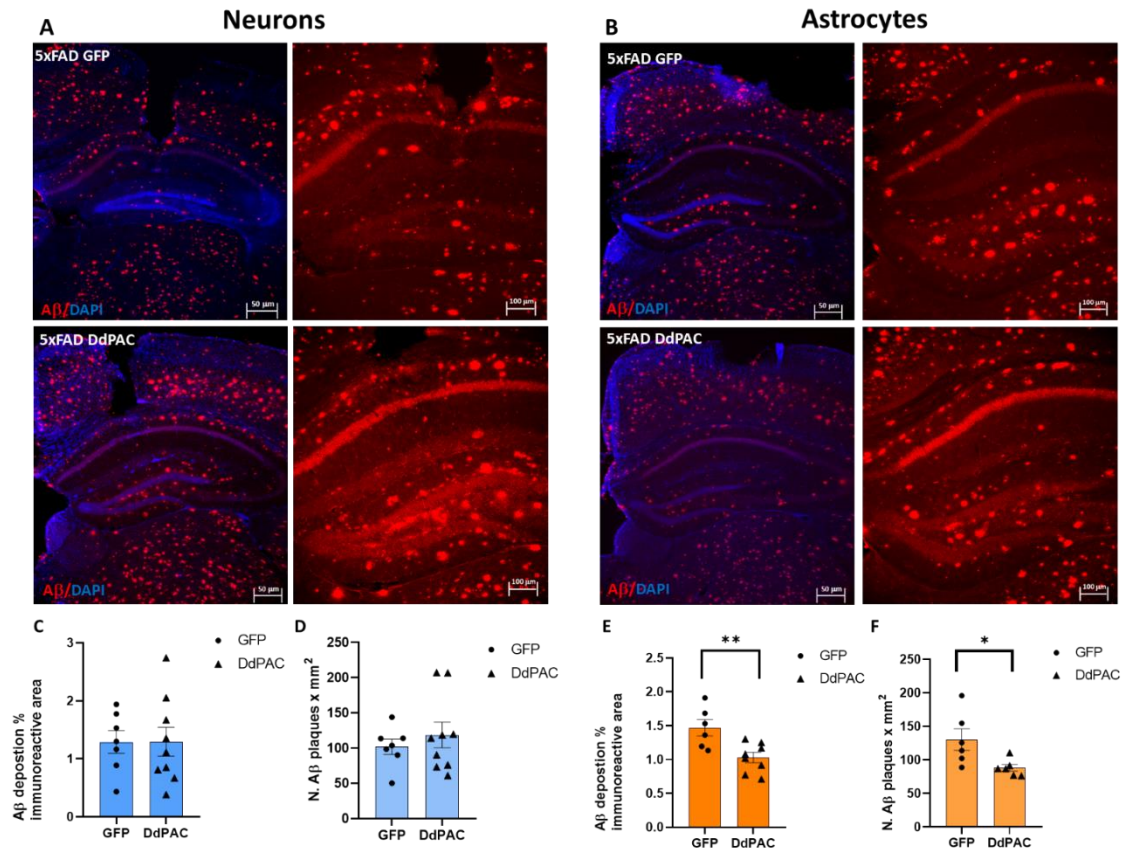 A
Neurons
B
Astrocytes
5xFAD GFP
Aβ/DAPI
50 µm
100 µm
5xFAD GFP
Aβ/DAPI
50 µm
100 µm
5xFAD DdPAC
Aβ/DAPI
50 µm
100 µm
5xFAD DdPAC
Aβ/DAPI
50 µm
100 µm
C
Aβ depostion %
immunoreactive area
3
2
1
0
GFP
DdPAC
GFP
DdPAC
D
N. Aβ plaques x mm²
250
200
150
100
50
0
GFP
DdPAC
GFP
DdPAC
E
Aβ depostion %
immunoreactive area
2.5
2.0
1.5
1.0
0.5
0.0
**
GFP
DdPAC
GFP
DdPAC
F
N. Aβ plaques x mm²
250
200
150
100
50
0
*
GFP
DdPAC
GFP
DdPAC